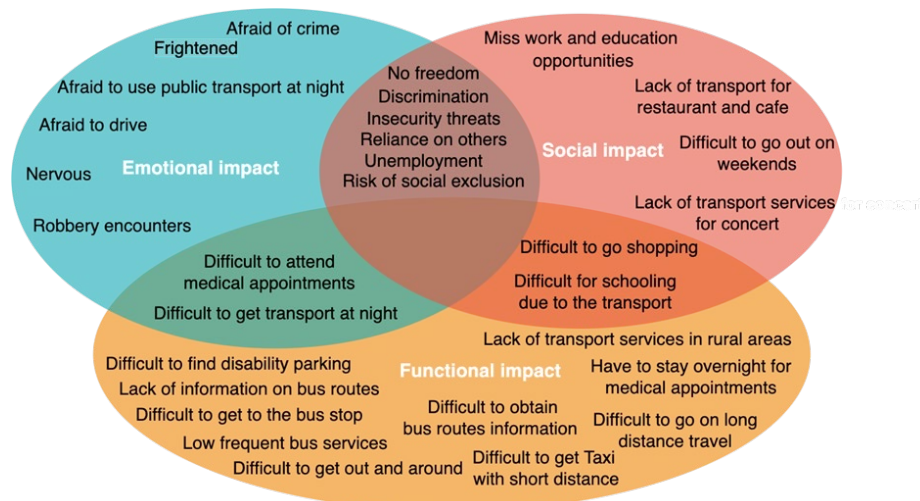 Afraid of crime
Frightened
Afraid to use public transport at night
Afraid to drive
Nervous
Emotional impact
Robbery encounters
No freedom
Discrimination
Insecurity threats
Reliance on others
Unemployment
Risk of social exclusion
Miss work and education
opportunities
Lack of transport for
restaurant and cafe
Social impact
Difficult to go out on
weekends
Lack of transport services
for concert
Difficult to attend
medical appointments
Difficult to get transport at night
Difficult to go shopping
Difficult for schooling
due to the transport
Lack of transport services in rural areas
Difficult to find disability parking
Functional impact
Have to stay overnight for
medical appointments
Lack of information on bus routes
Difficult to get to the bus stop
Difficult to obtain
bus routes information
Difficult to go on long
distance travel
Low frequent bus services
Difficult to get out and around
Difficult to get Taxi
with short distance